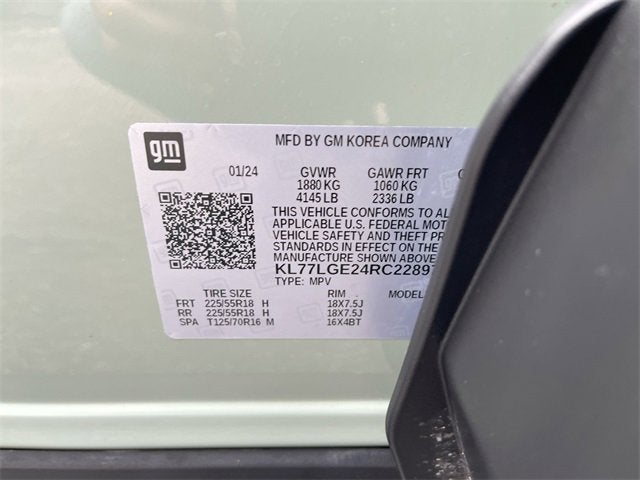 gm
MFD BY GM KOREA COMPANY
01/24 GVWR GAWR FRT
1880 KG 1060 KG
4145 LB 2336 LB
THIS VEHICLE CONFORMS TO AL
APPLICABLE U.S. FEDERAL MOT
VEHICLE SAFETY AND THEFT PR
STANDARDS IN EFFECT ON THE
MANUFACTURE SHOWN ABOVE
KL77LGE24RC2289
TYPE: MPV
TIRE SIZE RIM MODEL
FRT 225/55R18 H 18X7.5J
RR 225/55R18 H 18X7.5J
SPA T125/70R16 M 16X4BT